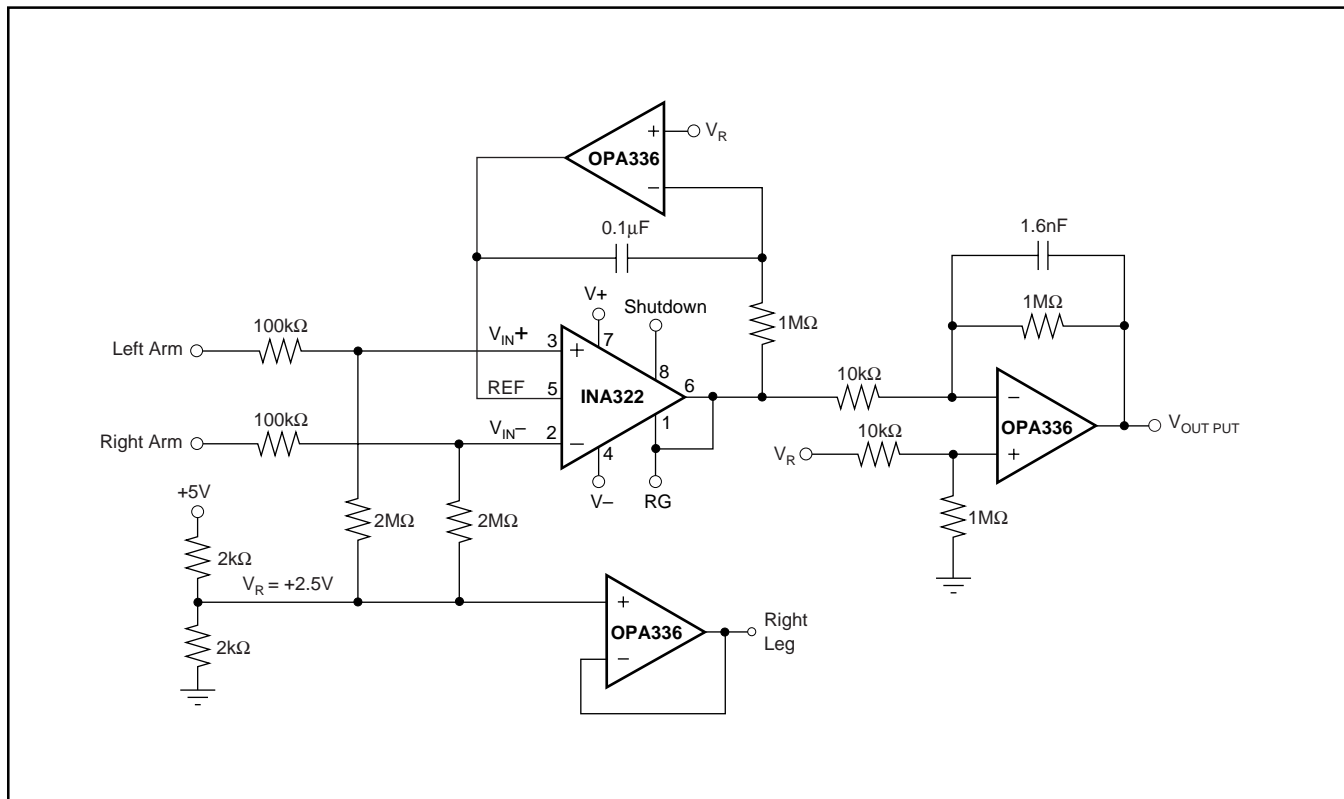 +
V_R
OPA336
−
0.1μF
1.6nF
V+
Shutdown
1MΩ
1MΩ
100kΩ
V_IN+
3
+
7
8
Left Arm
10kΩ
REF
5
INA322
6
−
OPA336
V_OUT PUT
100kΩ
V_IN−
2
−
1
10kΩ
Right Arm
4
V_R
+
+5V
V−
RG
2MΩ
2MΩ
1MΩ
2kΩ
V_R = +2.5V
+
Right
Leg
OPA336
2kΩ
−